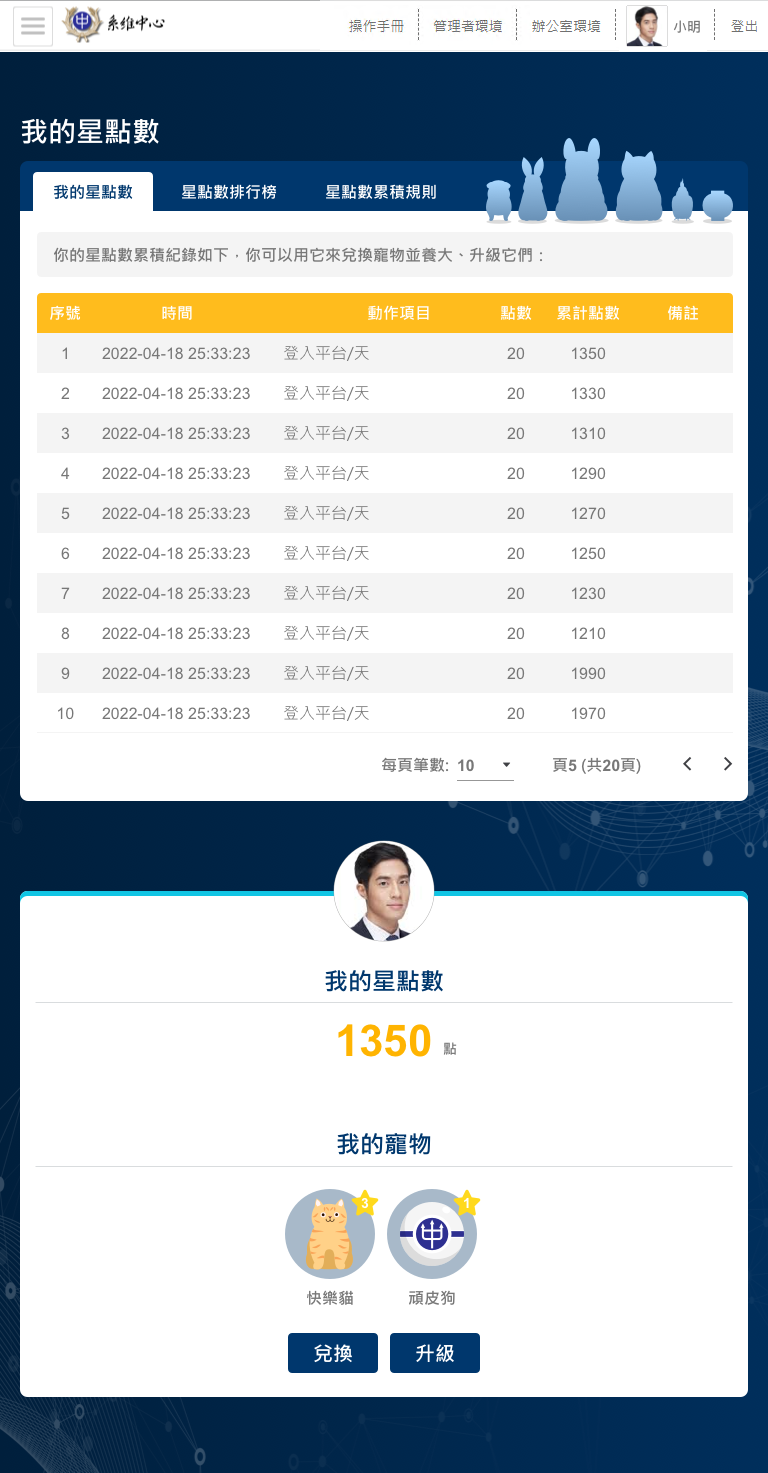 系維中心
操作手冊 管理者環境 辦公室環境 小明 登出
我的星點數
我的星點數 星點數排行榜 星點數累積規則
你的星點數累積紀錄如下，你可以用它來兌換寵物並養大、升級它們：
序號 時間 動作項目 點數 累計點數 備註
1 2022-04-18 25:33:23 登入平台/天 20 1350
2 2022-04-18 25:33:23 登入平台/天 20 1330
3 2022-04-18 25:33:23 登入平台/天 20 1310
4 2022-04-18 25:33:23 登入平台/天 20 1290
5 2022-04-18 25:33:23 登入平台/天 20 1270
6 2022-04-18 25:33:23 登入平台/天 20 1250
7 2022-04-18 25:33:23 登入平台/天 20 1230
8 2022-04-18 25:33:23 登入平台/天 20 1210
9 2022-04-18 25:33:23 登入平台/天 20 1990
10 2022-04-18 25:33:23 登入平台/天 20 1970
每頁筆數: 10 頁5 (共20頁)
我的星點數
1350 點
我的寵物
3 1
快樂貓 頑皮狗
兌換 升級